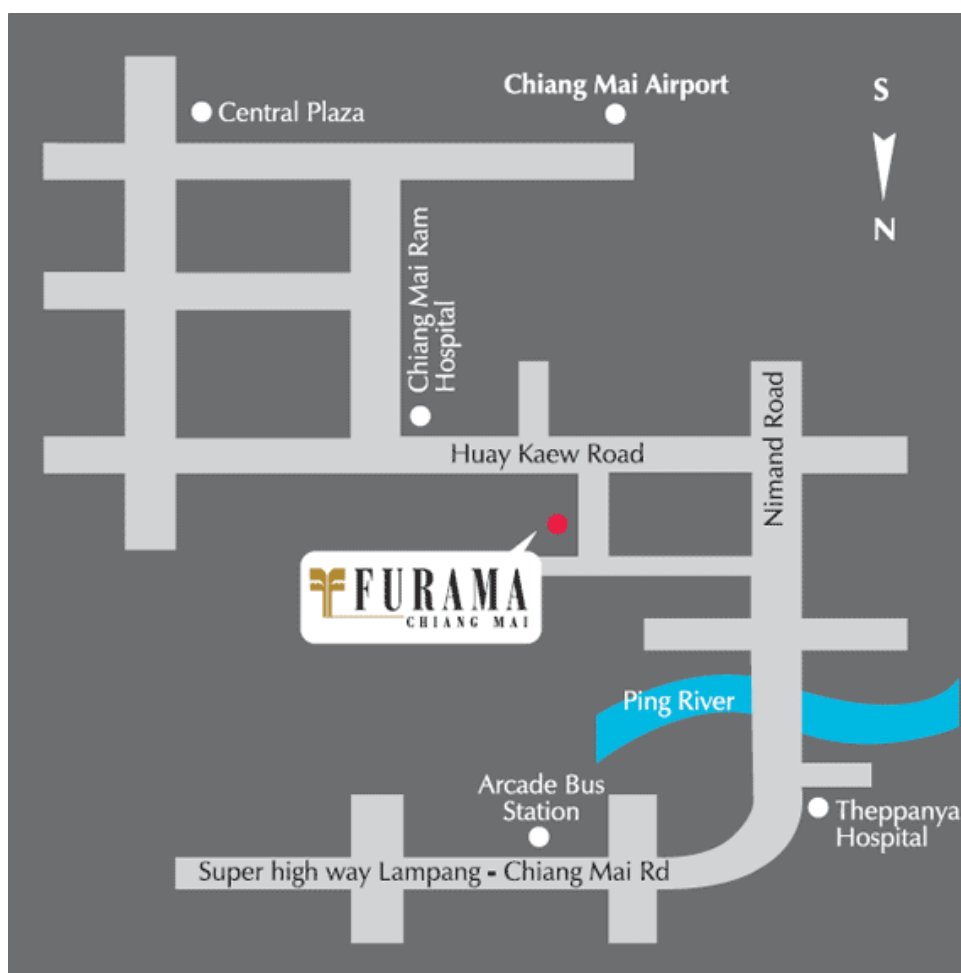 Central Plaza
Chiang Mai Airport
S
N
Chiang Mai Ram
Hospital
Huay Kaew Road
Nimand Road
FURAMA
CHIANG MAI
Ping River
Arcade Bus
Station
Theppanya
Hospital
Super high way Lampang - Chiang Mai Rd